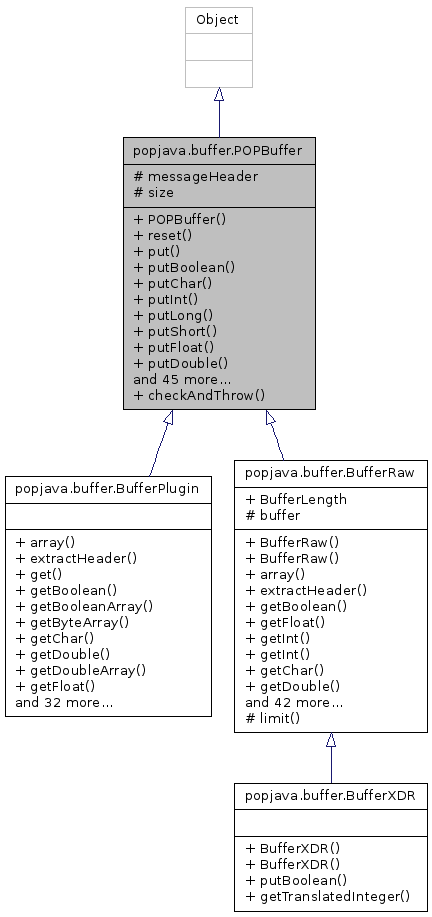 Object
popjava.buffer.POPBuffer
# messageHeader
# size
+ POPBuffer()
+ reset()
+ put()
+ putBoolean()
+ putChar()
+ putInt()
+ putLong()
+ putShort()
+ putFloat()
+ putDouble()
and 45 more...
+ checkAndThrow()
popjava.buffer.BufferPlugin
+ array()
+ extractHeader()
+ get()
+ getBoolean()
+ getBooleanArray()
+ getByteArray()
+ getChar()
+ getDouble()
+ getDoubleArray()
+ getFloat()
and 32 more...
popjava.buffer.BufferRaw
+ BufferLength
# buffer
+ BufferRaw()
+ BufferRaw()
+ array()
+ extractHeader()
+ getBoolean()
+ getFloat()
+ getInt()
+ getInt()
+ getChar()
+ getDouble()
and 42 more...
# limit()
popjava.buffer.BufferXDR
+ BufferXDR()
+ BufferXDR()
+ putBoolean()
+ getTranslatedInteger()